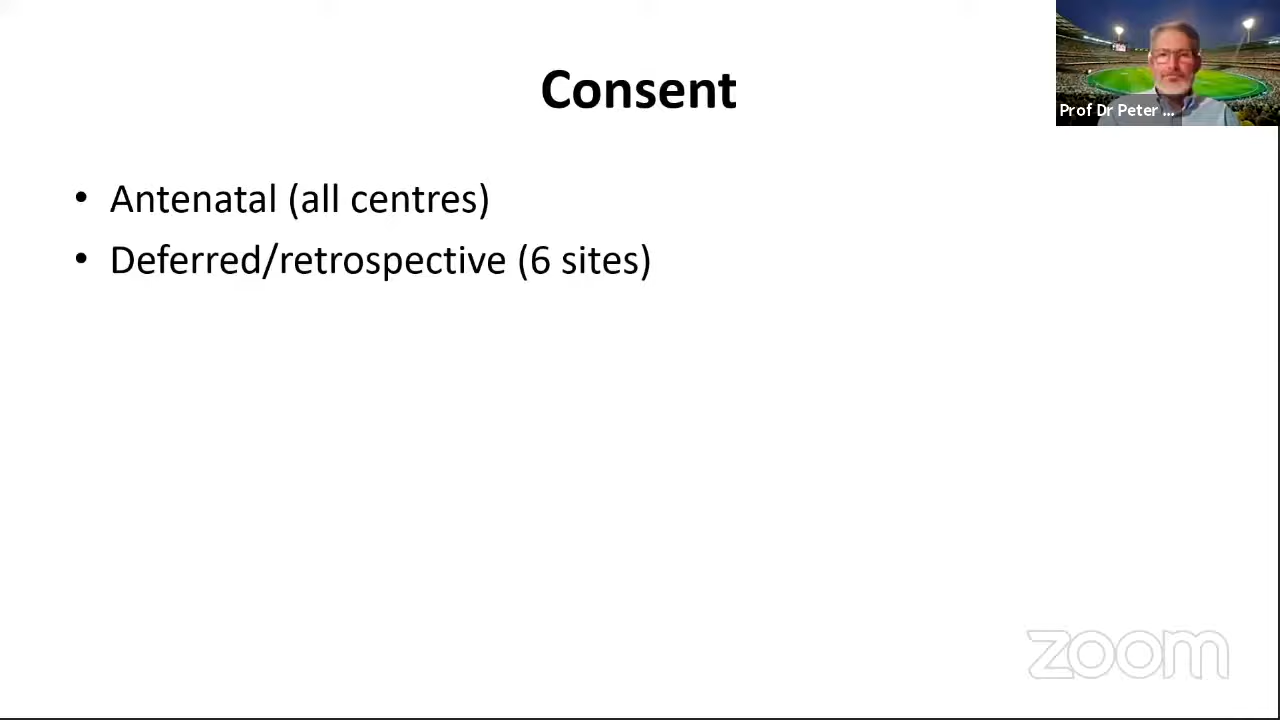 Consent
Prof Dr Peter ...
• Antenatal (all centres)
• Deferred/retrospective (6 sites)
zoom